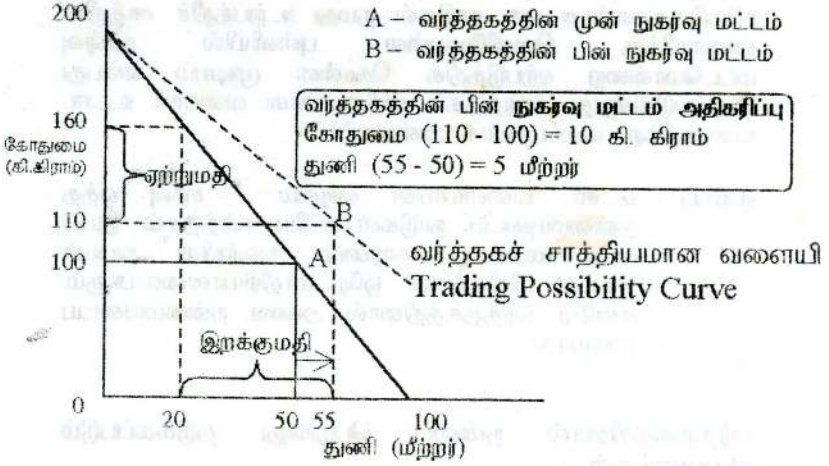 200
A - வர்த்தகத்தின் முன் நுகர்வு மட்டம்
B - வர்த்தகத்தின் பின் நுகர்வு மட்டம்
வர்த்தகத்தின் பின் நுகர்வு மட்டம் அதிகரிப்பு
கோதுமை (110 - 100) = 10 கி. கிராம்
துணி (55 - 50) = 5 மீற்றர்
160
கோதுமை
(கி.கிராம்)
ஏற்றுமதி
B
110
100
A
வர்த்தகச் சாத்தியமான வளையி
Trading Possibility Curve
இறக்குமதி
0
20 50 55 100
துணி (மீற்றர்)